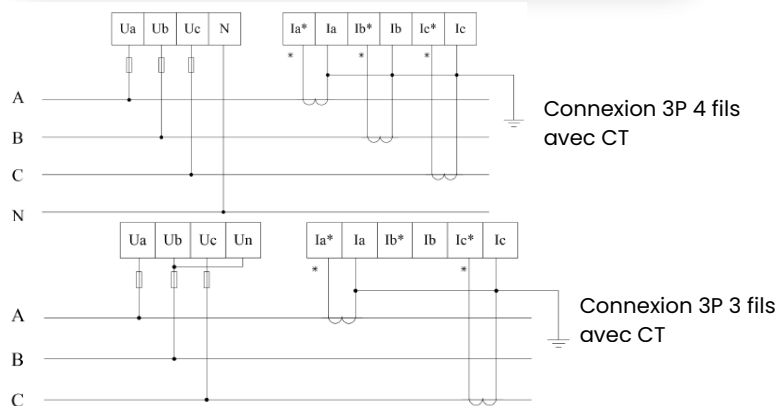 Ua Ub Uc N Ia* Ia Ib* Ib Ic* Ic
* * *
A
Connexion 3P 4 fils
avec CT
B
C
N
Ua Ub Uc Un Ia* Ia Ib* Ib Ic* Ic
* *
A
Connexion 3P 3 fils
avec CT
B
C